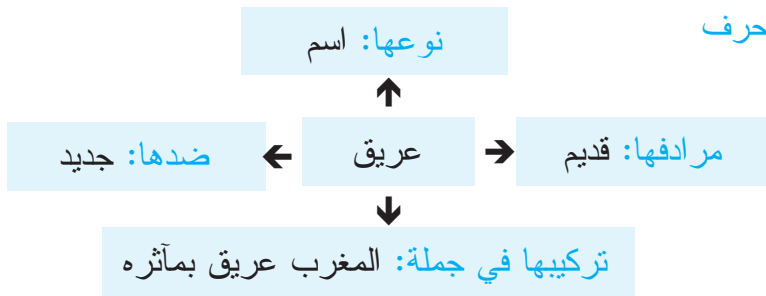 حرف
نوعها: اسم
مرادفها: قديم
عريق
ضدها: جديد
تركيبها في جملة: المغرب عريق بمآثره